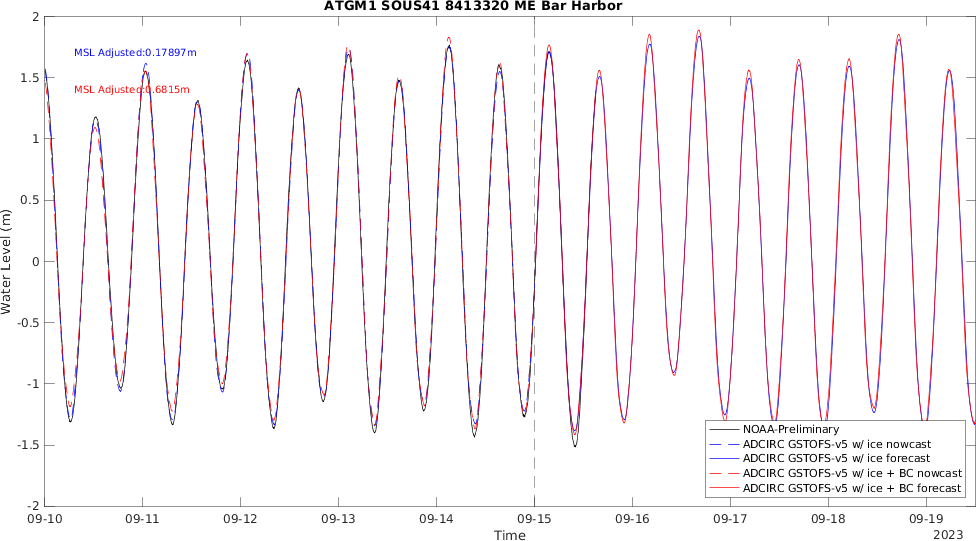 ATGM1 SOUS41 8413320 ME Bar Harbor
2
MSL Adjusted:0.17897m
1.5
MSL Adjusted:0.6815m
1
0.5
0
-0.5
-1
-1.5
-2
Water Level (m)
NOAA-Preliminary
ADCIRC GSTOFS-v5 w/ ice nowcast
ADCIRC GSTOFS-v5 w/ ice forecast
ADCIRC GSTOFS-v5 w/ ice + BC nowcast
ADCIRC GSTOFS-v5 w/ ice + BC forecast
09-10 09-11 09-12 09-13 09-14 09-15 09-16 09-17 09-18 09-19
Time
2023